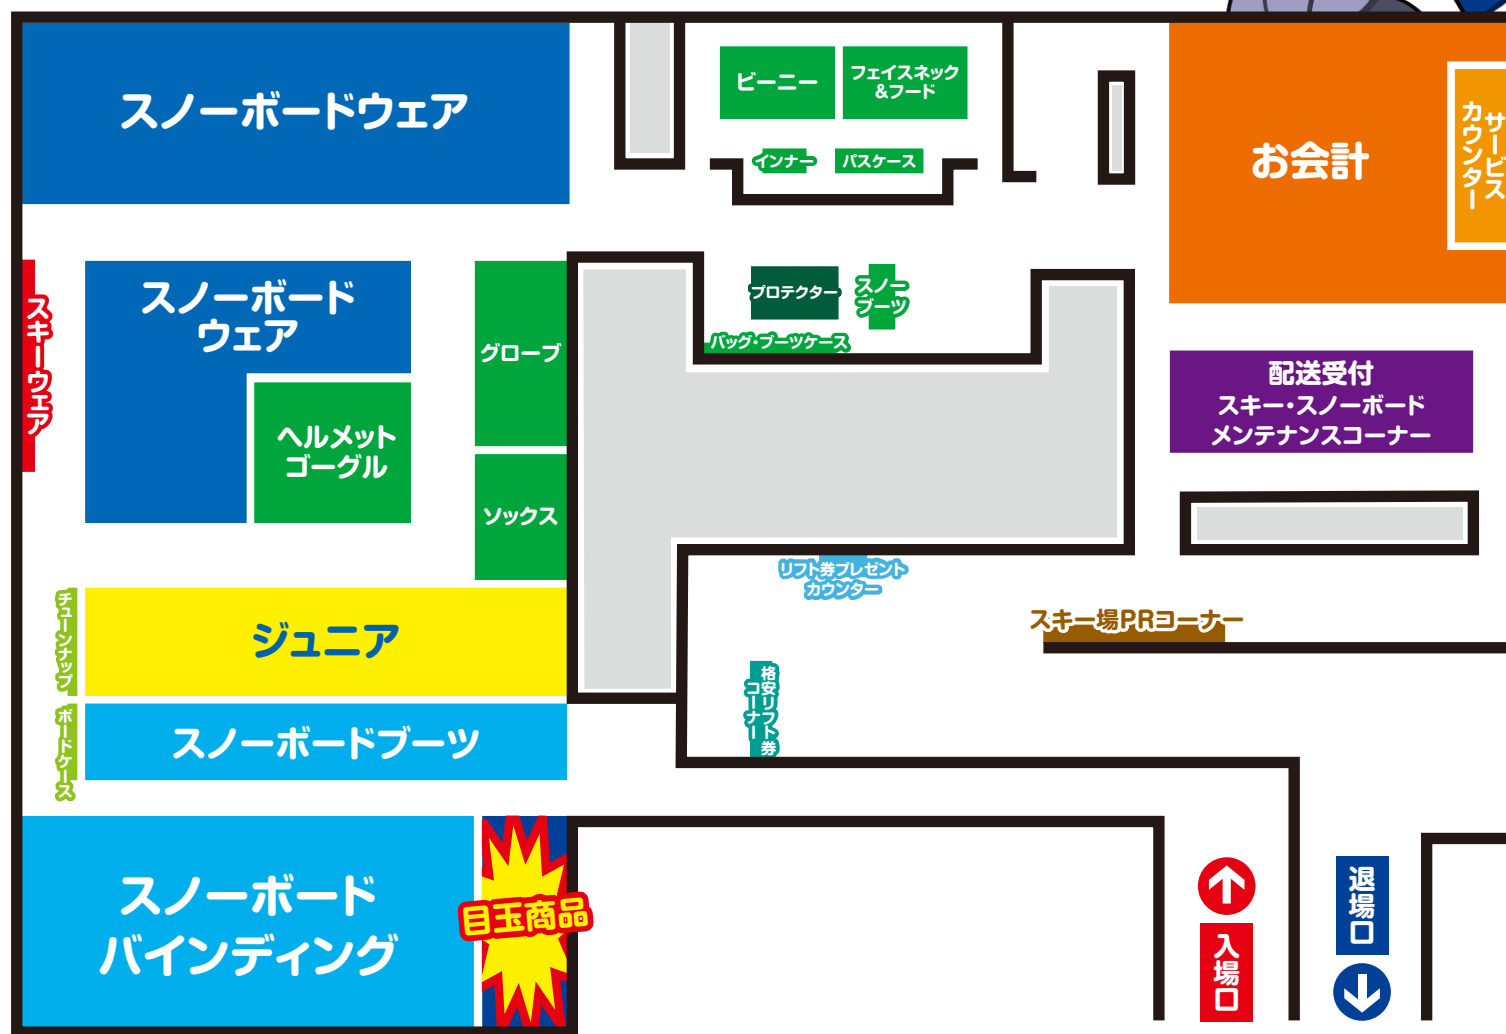 スノーボードウェア
ビーニー
フェイスネック
&フード
インナー
パスケース
お会計
サービス
カウンター
スキーウェア
スノーボード
ウェア
ヘルメット
ゴーグル
グローブ
ソックス
プロテクター
スノー
ブーツ
バッグ・ブーツケース
配送受付
スキー・スノーボード
メンテナンスコーナー
リフト券プレゼント
カウンター
スキー場PRコーナー
チューンナップ
ジュニア
格安リフト券
コーナー
ボードケース
スノーボードブーツ
スノーボード
バインディング
目玉商品
入場口
退場口